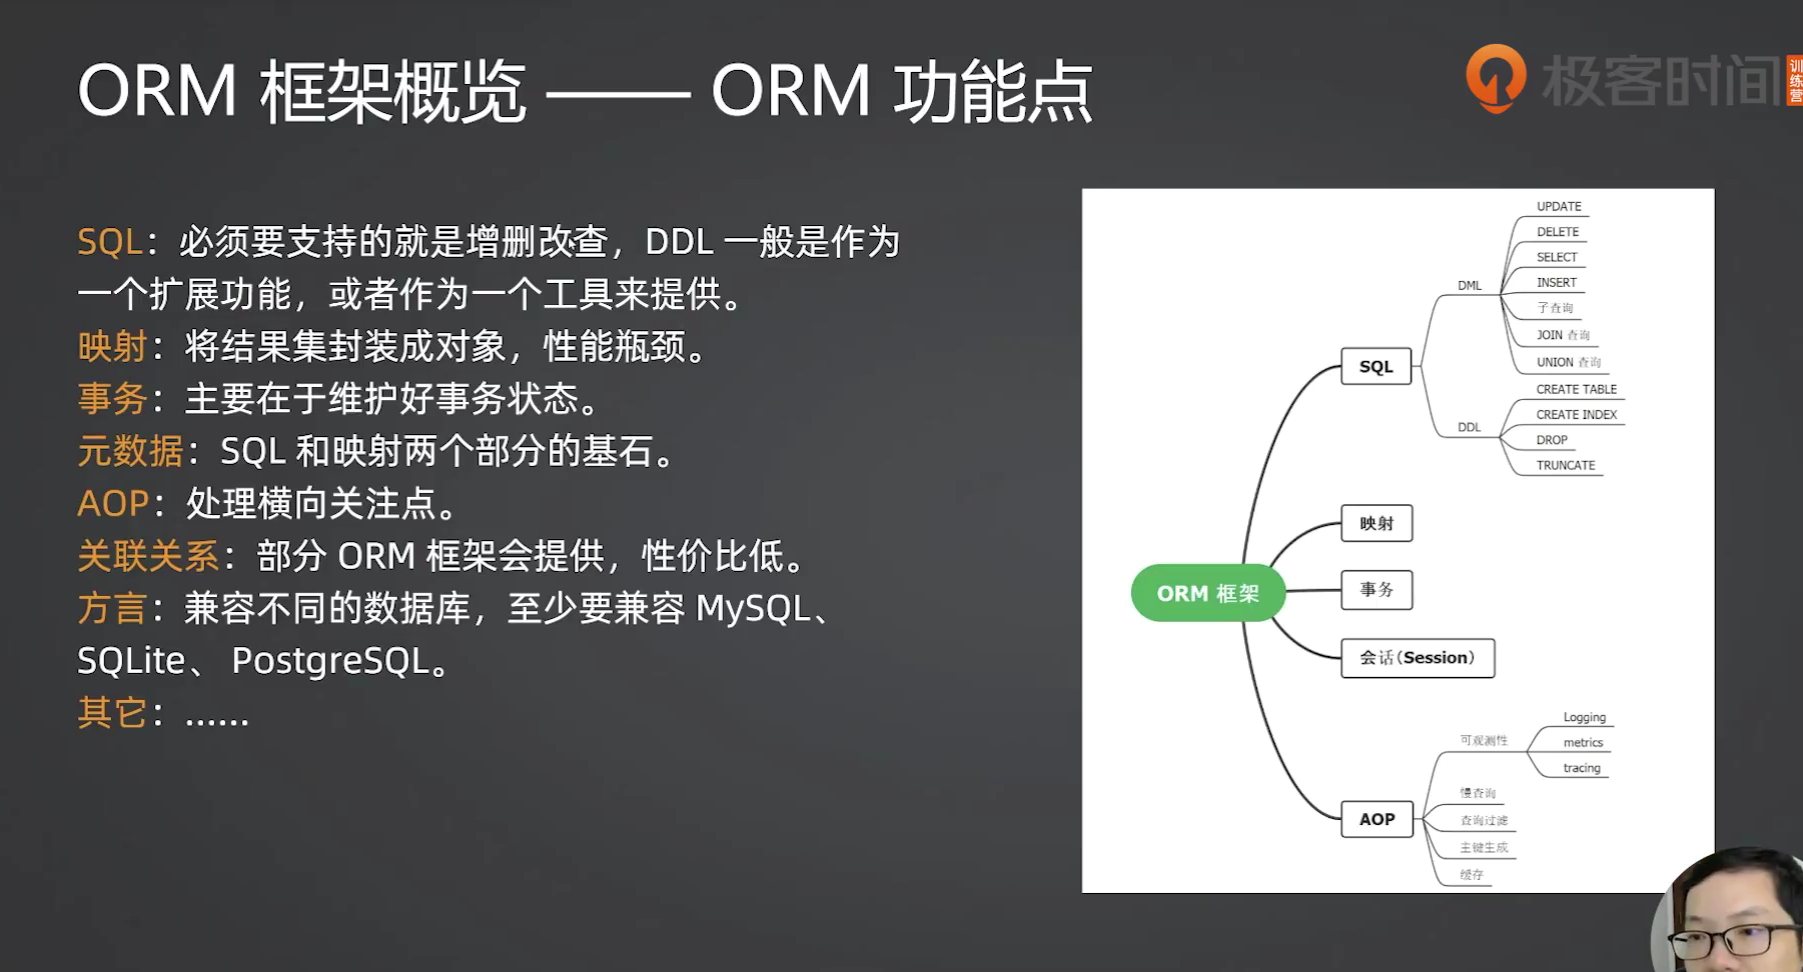 ORM 框架概览 —— ORM 功能点
极客时间
训练营
SQL：必须要支持的就是增删改查，DDL 一般是作为
一个扩展功能，或者作为一个工具来提供。
映射：将结果集封装成对象，性能瓶颈。
事务：主要在于维护好事务状态。
元数据：SQL 和映射两个部分的基石。
AOP：处理横向关注点。
关联关系：部分 ORM 框架会提供，性价比低。
方言：兼容不同的数据库，至少要兼容 MySQL、
SQLite、 PostgreSQL。
其它：......
ORM 框架
SQL
DML
UPDATE
DELETE
SELECT
INSERT
子查询
JOIN 查询
UNION 查询
DDL
CREATE TABLE
CREATE INDEX
DROP
TRUNCATE
映射
事务
会话（Session）
AOP
可观测性
Logging
metrics
tracing
慢查询
查询过滤
主键生成
缓存